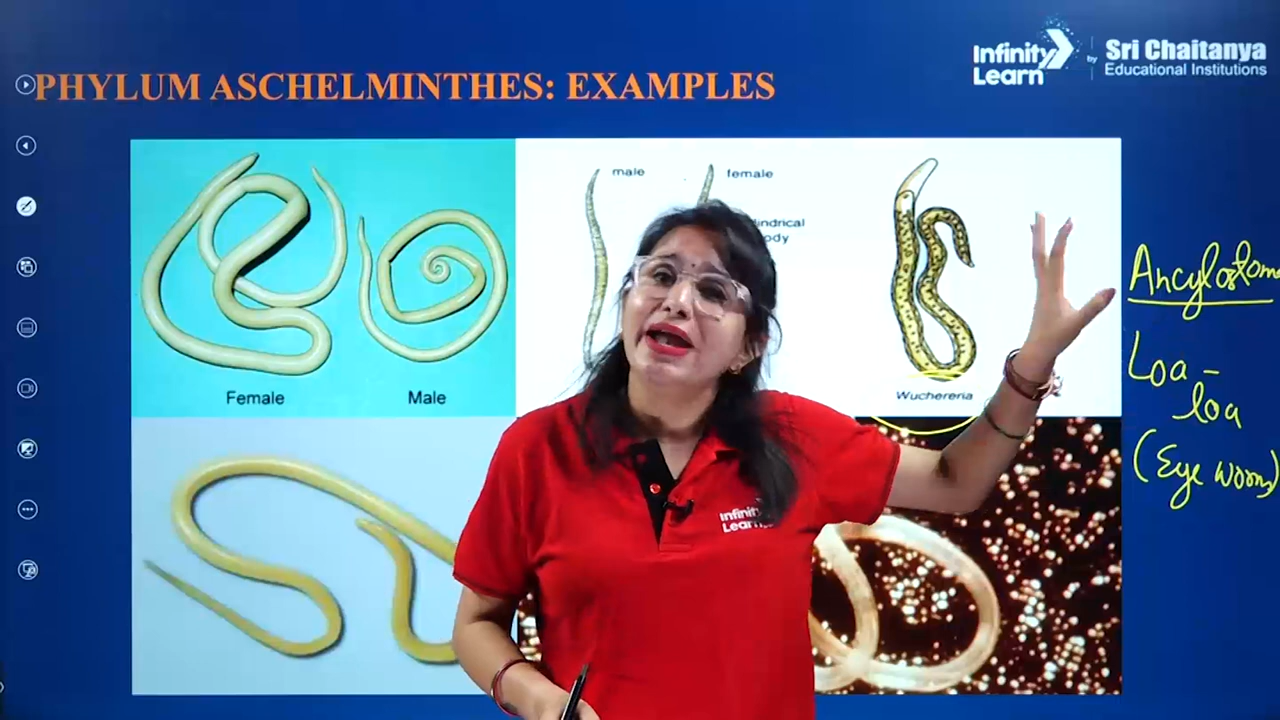 Infinity Learn by Sri Chaitanya Educational Institutions
PHYLUM ASCHELMINTHES: EXAMPLES
male female
Female Male
Wuchereria
Loa -
loa
(Eye worm)
Infinity
Learn